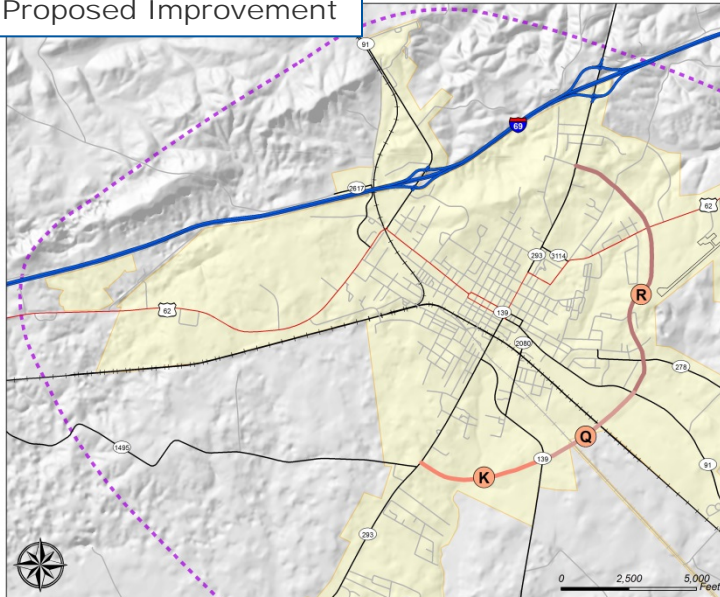 Proposed Improvement
91
69
2617
62
293
3114
62
R
139
2080
278
Q
1495
139
K
91
293
0 2,500 5,000
Feet